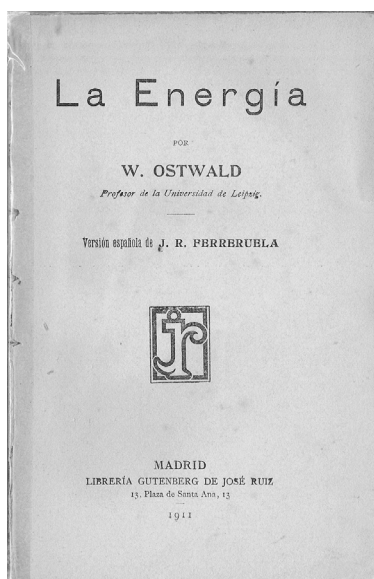 La Energía
POR
W. OSTWALD
Profesor de la Universidad de Leipzig.
Versión española de J. R. FERRERUELA
MADRID
LIBRERÍA GUTENBERG DE JOSÉ RUIZ
13, Plaza de Santa Ana, 13
1911